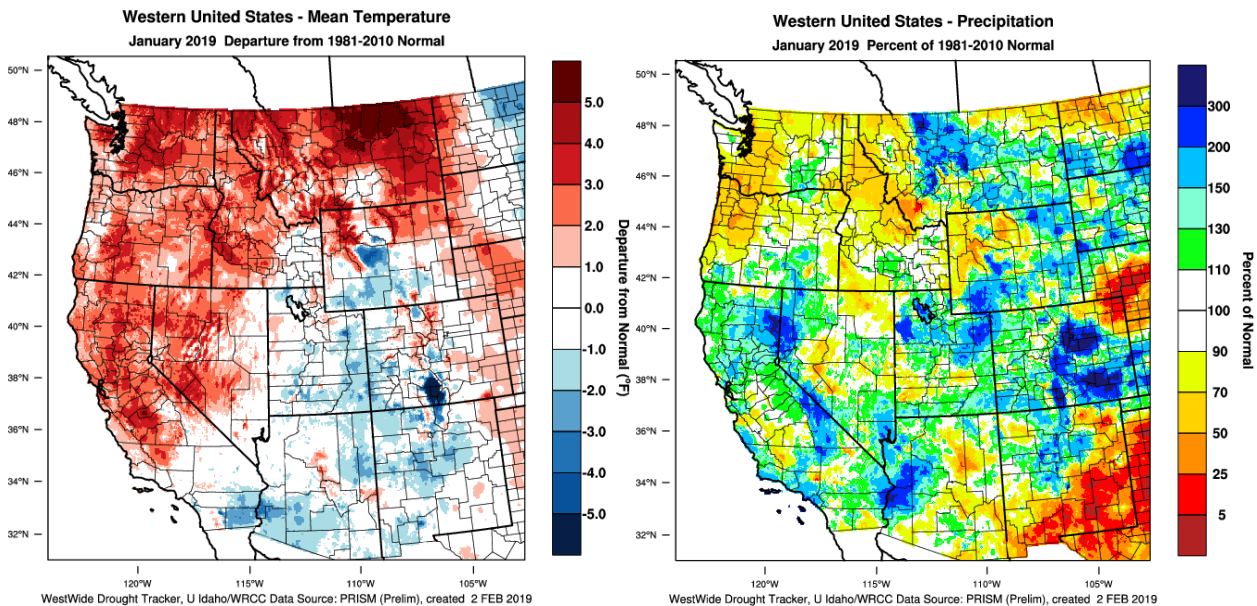 Western United States - Mean Temperature
January 2019 Departure from 1981-2010 Normal
50°N
48°N
46°N
44°N
42°N
40°N
38°N
36°N
34°N
32°N
120°W
115°W
110°W
105°W
5.0
4.0
3.0
2.0
1.0
0.0
-1.0
-2.0
-3.0
-4.0
-5.0
Departure from Normal (°F)
WestWide Drought Tracker, U Idaho/WRCC Data Source: PRISM (Prelim), created 2 FEB 2019
Western United States - Precipitation
January 2019 Percent of 1981-2010 Normal
50°N
48°N
46°N
44°N
42°N
40°N
38°N
36°N
34°N
32°N
120°W
115°W
110°W
105°W
300
200
150
130
110
100
90
70
50
25
5
Percent of Normal
WestWide Drought Tracker, U Idaho/WRCC Data Source: PRISM (Prelim), created 2 FEB 2019